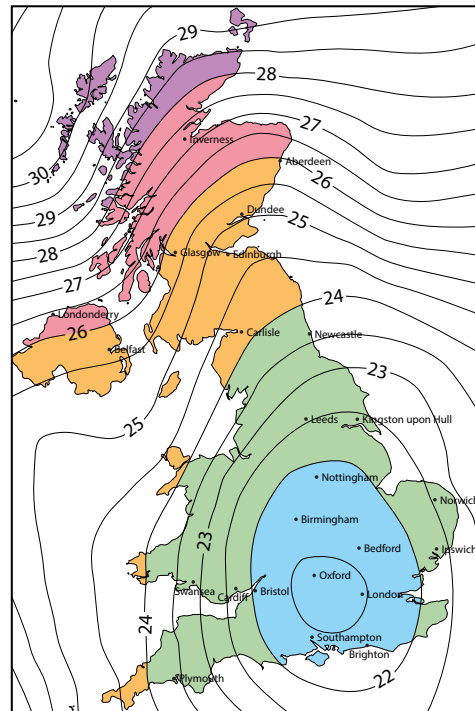 29
28
27
Inverness
Aberdeen
30
26
Dundee
29
25
28
Glasgow
Edinburgh
27
24
Londonderry
26
Carlisle
Newcastle
Belfast
23
25
Leeds
Kingston upon Hull
Nottingham
Norwich
Birmingham
23
Bedford
Ipswich
Oxford
Swansea
Cardiff
Bristol
London
24
Southampton
Brighton
Plymouth
22